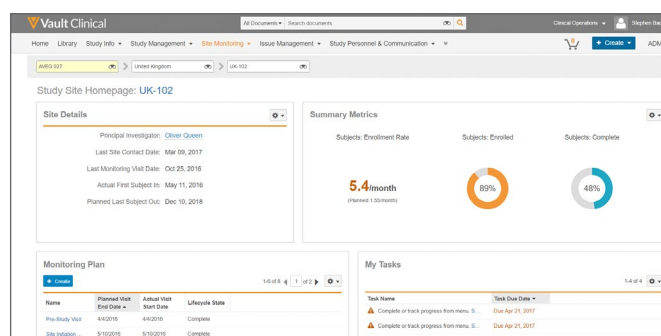 Vault Clinical
All Documents Search documents
Clinical Operations
Home Library Study Info Study Management Site Monitoring Issue Management Study Personnel & Communication
0
+ Create
AVEG-027 United Kingdom UK-102
Study Site Homepage: UK-102
Site Details
Principal Investigator: Oliver Queen
Last Site Contact Date: Mar 09, 2017
Last Monitoring Visit Date: Oct 25, 2016
Actual First Subject In: May 11, 2016
Planned Last Subject Out: Dec 10, 2018
Summary Metrics
Subjects: Enrollment Rate Subjects: Enrolled Subjects: Complete
5.4/month
89%
48%
(Planned 1.50/month)
Monitoring Plan
+ Create
1-6 of 8 1 of 2
Name Planned Visit End Date Actual Visit Start Date Lifecycle State
Pre-Study Visit 4/4/2016 4/4/2016 Complete
Site Initiation ... 5/10/2016 5/10/2016 Complete
My Tasks
1-4 of 4
Task Name Task Due Date
Complete or track progress from menu. S... Due Apr 21, 2017
Complete or track progress from menu. S... Due Apr 21, 2017